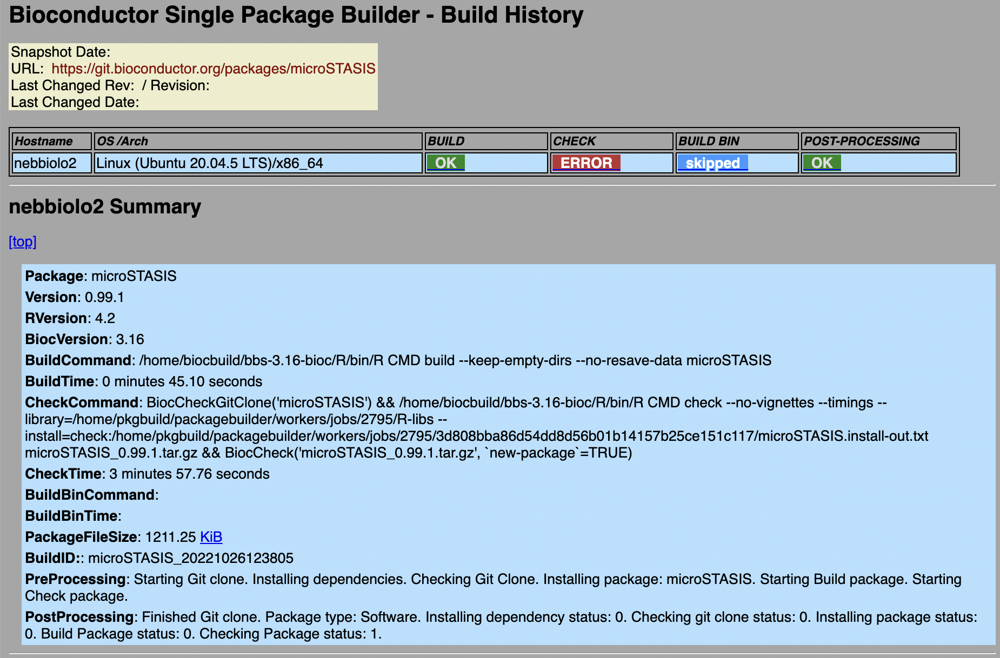 Bioconductor Single Package Builder - Build History
Snapshot Date:
URL: https://git.bioconductor.org/packages/microSTASIS
Last Changed Rev: / Revision:
Last Changed Date:
Hostname OS /Arch BUILD CHECK BUILD BIN POST-PROCESSING
nebbiolo2 Linux (Ubuntu 20.04.5 LTS)/x86_64 OK ERROR skipped OK
nebbiolo2 Summary
[top]
Package: microSTASIS
Version: 0.99.1
RVersion: 4.2
BiocVersion: 3.16
BuildCommand: /home/biocbuild/bbs-3.16-bioc/R/bin/R CMD build --keep-empty-dirs --no-resave-data microSTASIS
BuildTime: 0 minutes 45.10 seconds
CheckCommand: BiocCheckGitClone('microSTASIS') && /home/biocbuild/bbs-3.16-bioc/R/bin/R CMD check --no-vignettes --timings --
library=/home/pkgbuild/packagebuilder/workers/jobs/2795/R-libs --
install=check:/home/pkgbuild/packagebuilder/workers/jobs/2795/3d808bba86d54dd8d56b01b14157b25ce151c117/microSTASIS.install-out.txt
microSTASIS_0.99.1.tar.gz && BiocCheck('microSTASIS_0.99.1.tar.gz', `new-package`=TRUE)
CheckTime: 3 minutes 57.76 seconds
BuildBinCommand:
BuildBinTime:
PackageFileSize: 1211.25 KiB
BuildID:: microSTASIS_20221026123805
PreProcessing: Starting Git clone. Installing dependencies. Checking Git Clone. Installing package: microSTASIS. Starting Build package. Starting
Check package.
PostProcessing: Finished Git clone. Package type: Software. Installing dependency status: 0. Checking git clone status: 0. Installing package status:
0. Build Package status: 0. Checking Package status: 1.